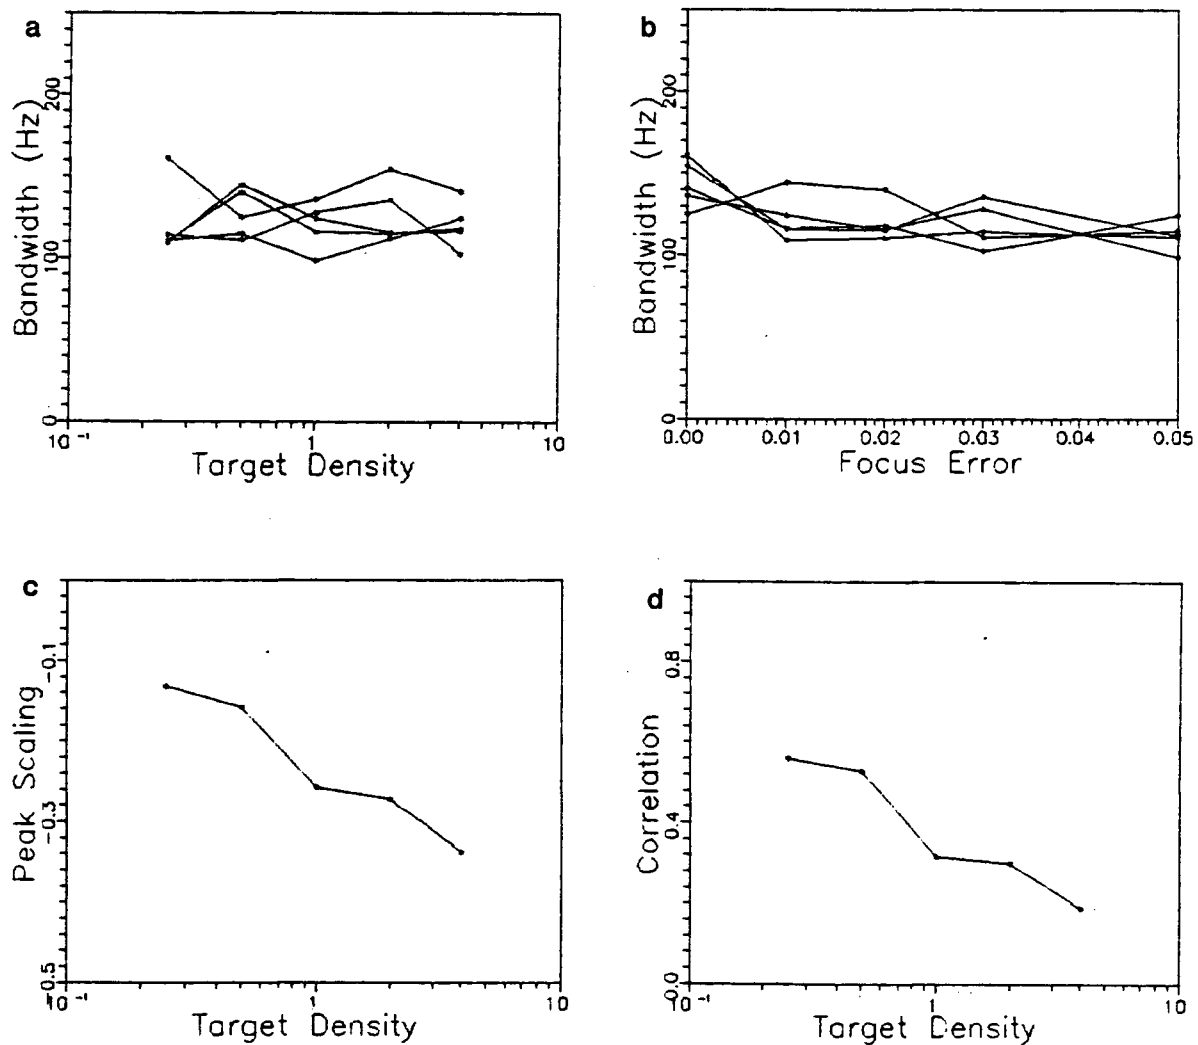 a
Bandwidth (Hz)
200
100
0
10⁻¹
1
10
Target Density
b
Bandwidth (Hz)
200
100
0
0.00
0.01
0.02
0.03
0.04
0.05
Focus Error
c
Peak Scaling
-0.1
-0.3
-0.5
10⁻¹
1
10
Target Density
d
Correlation
0.8
0.4
0.0
10⁻¹
1
10
Target Density